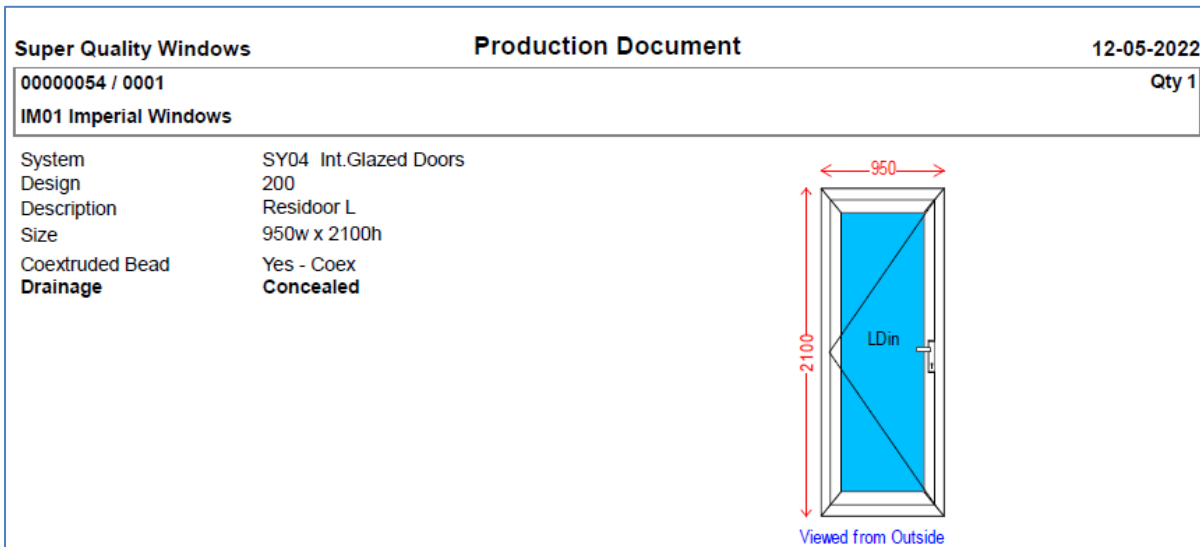 Super Quality Windows Production Document 12-05-2022
00000054 / 0001 Qty 1
IM01 Imperial Windows
System SY04 Int.Glazed Doors
Design 200
Description Residoor L
Size 950w x 2100h
Coextruded Bead Yes - Coex
Drainage Concealed
950
2100
LDin
Viewed from Outside